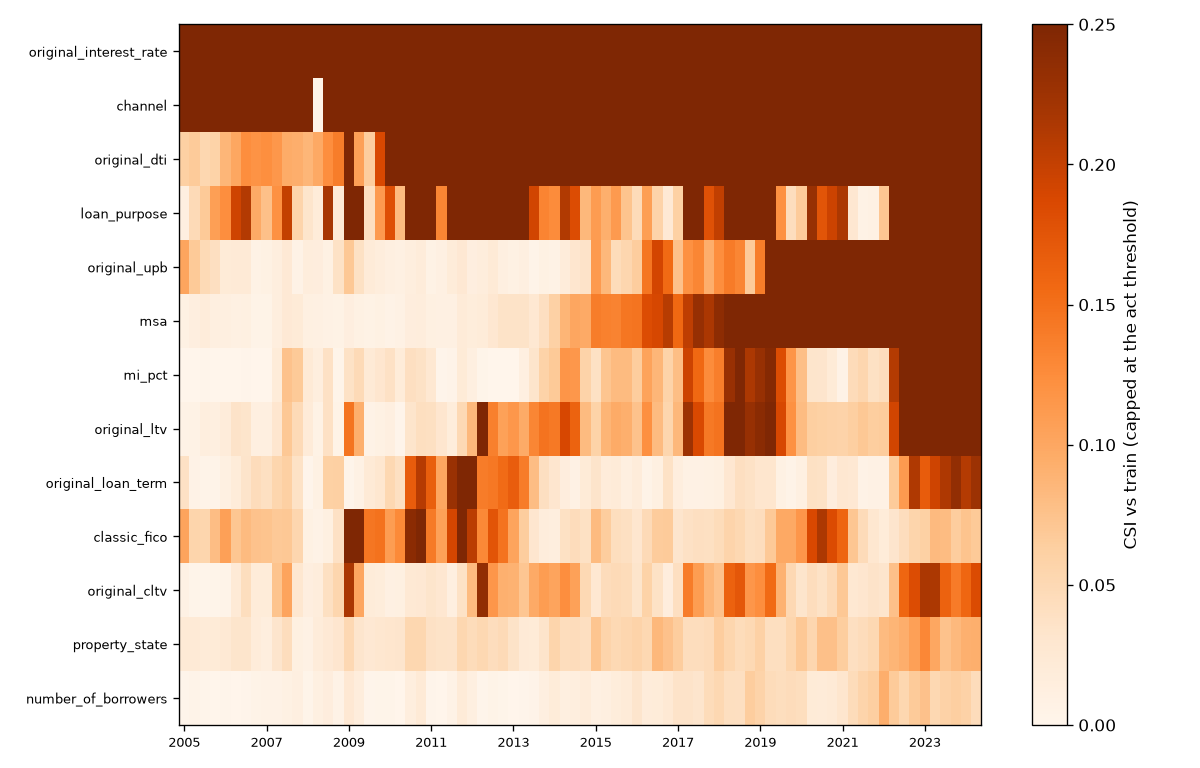 original_interest_rate
channel
original_dti
loan_purpose
original_upb
msa
mi_pct
original_ltv
original_loan_term
classic_fico
original_cltv
property_state
number_of_borrowers
2005 2007 2009 2011 2013 2015 2017 2019 2021 2023
0.25
0.20
0.15
0.10
0.05
0.00
CSI vs train (capped at the act threshold)